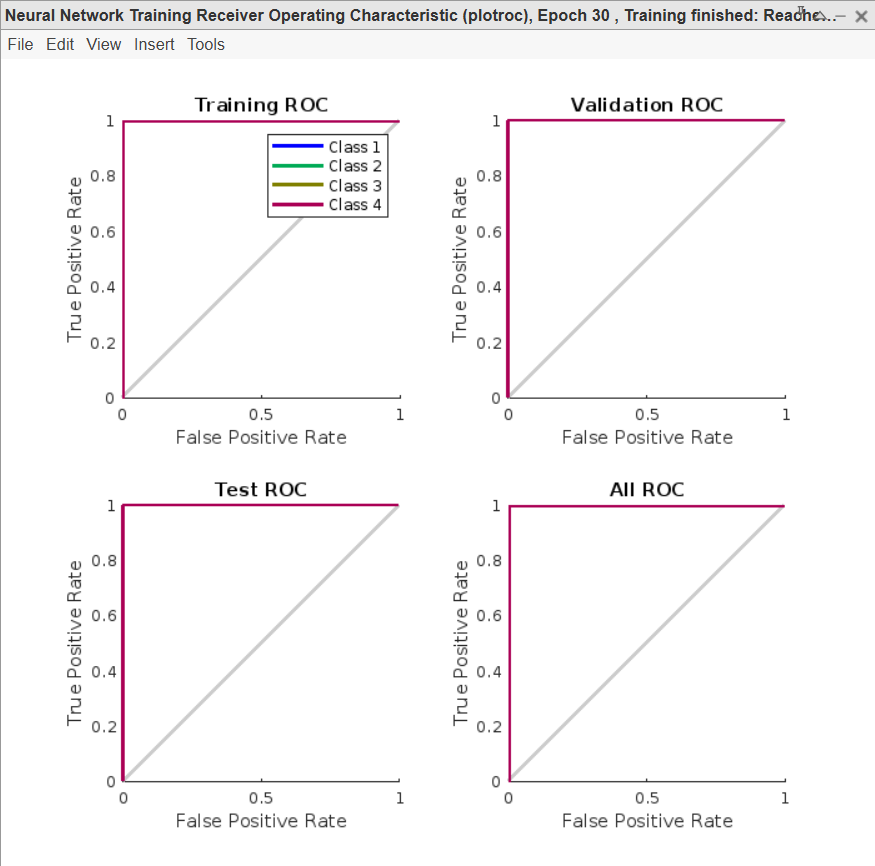 Neural Network Training Receiver Operating Characteristic (plotroc), Epoch 30 , Training finished:
File Edit View Insert Tools
Training ROC
1
0.8
0.6
0.4
0.2
0
True Positive Rate
Class 1
Class 2
Class 3
Class 4
0 0.5 1
False Positive Rate
Validation ROC
1
0.8
0.6
0.4
0.2
0
True Positive Rate
0 0.5 1
False Positive Rate
Test ROC
1
0.8
0.6
0.4
0.2
0
True Positive Rate
0 0.5 1
False Positive Rate
All ROC
1
0.8
0.6
0.4
0.2
0
True Positive Rate
0 0.5 1
False Positive Rate